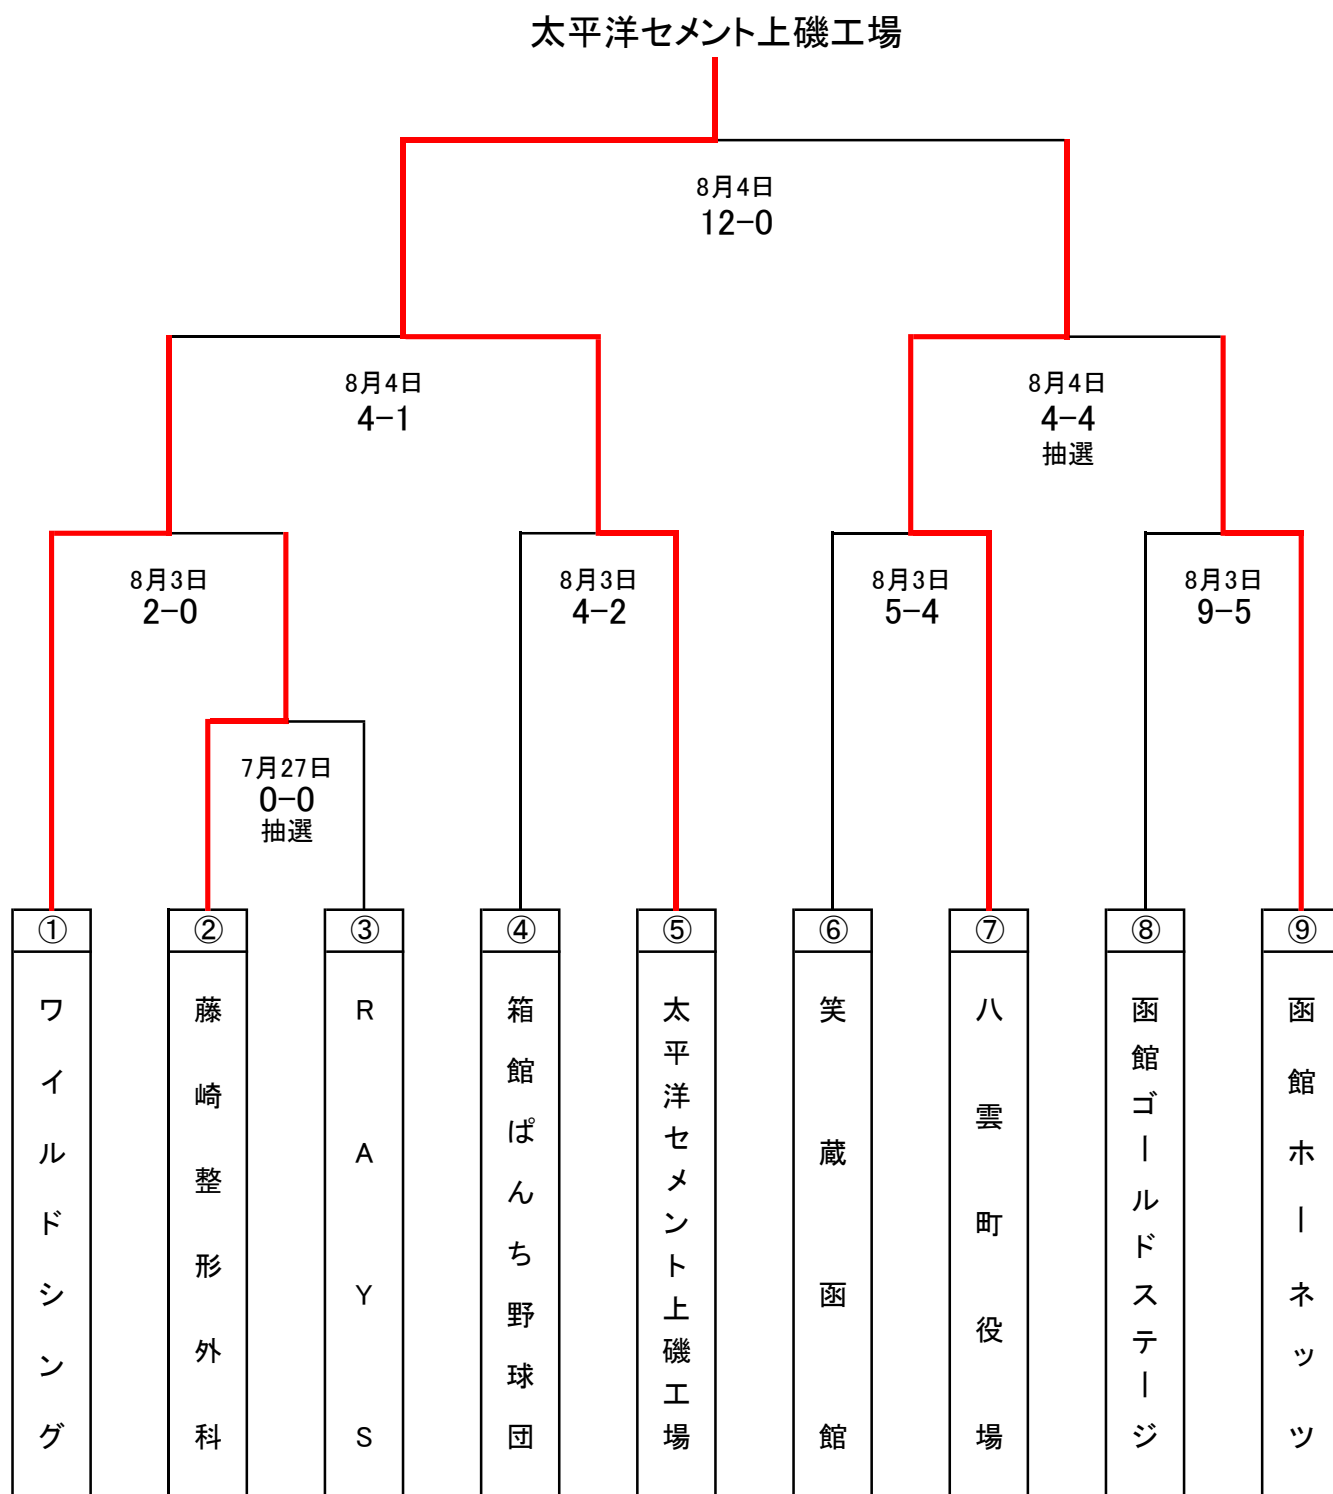 太平洋セメント上磯工場
8月4日
12-0
8月4日
4-1
8月4日
4-4
抽選
8月3日
2-0
8月3日
4-2
8月3日
5-4
8月3日
9-5
7月27日
0-0
抽選
①
ワイルドシング
②
藤崎整形外科
③
RAYS
④
箱館ぱんち野球団
⑤
太平洋セメント上磯工場
⑥
笑蔵函館
⑦
八雲町役場
⑧
函館ゴールドステージ
⑨
函館ホーネッツ